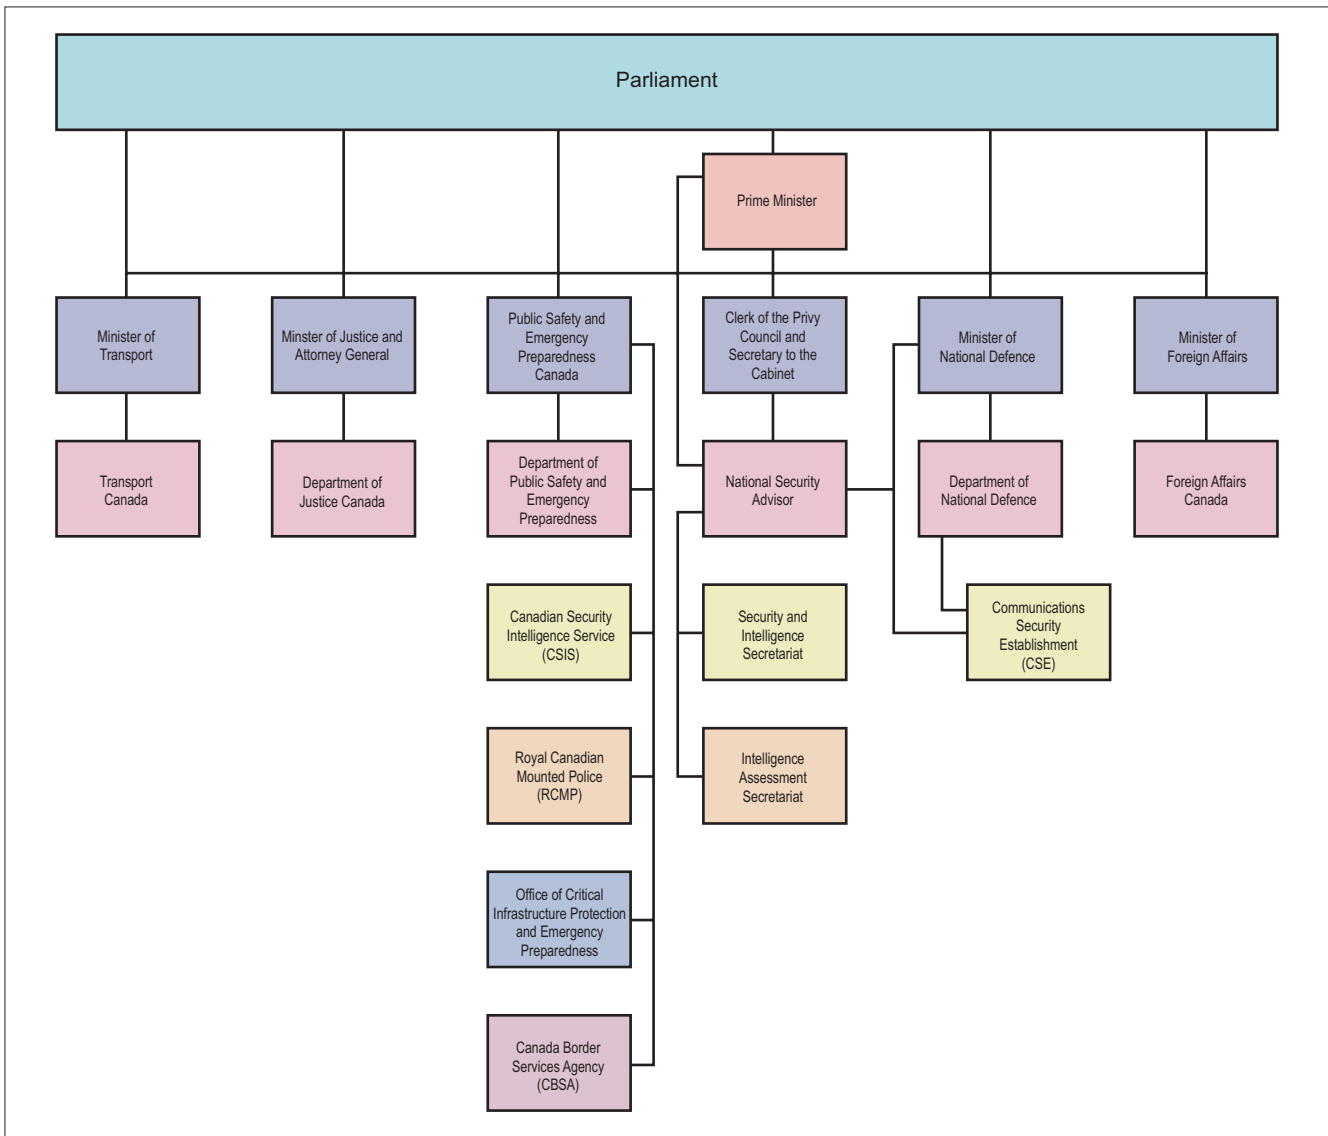 Parliament
Prime Minister
Minister of
Transport
Minster of Justice and
Attorney General
Public Safety and
Emergency
Preparedness
Canada
Clerk of the Privy
Council and
Secretary to the
Cabinet
Minister of
National Defence
Minister of
Foreign Affairs
Transport
Canada
Department of
Justice Canada
Department of
Public Safety and
Emergency
Preparedness
National Security
Advisor
Department of
National Defence
Foreign Affairs
Canada
Canadian Security
Intelligence Service
(CSIS)
Security and
Intelligence
Secretariat
Communications
Security
Establishment
(CSE)
Royal Canadian
Mounted Police
(RCMP)
Intelligence
Assessment
Secretariat
Office of Critical
Infrastructure Protection
and Emergency
Preparedness
Canada Border
Services Agency
(CBSA)